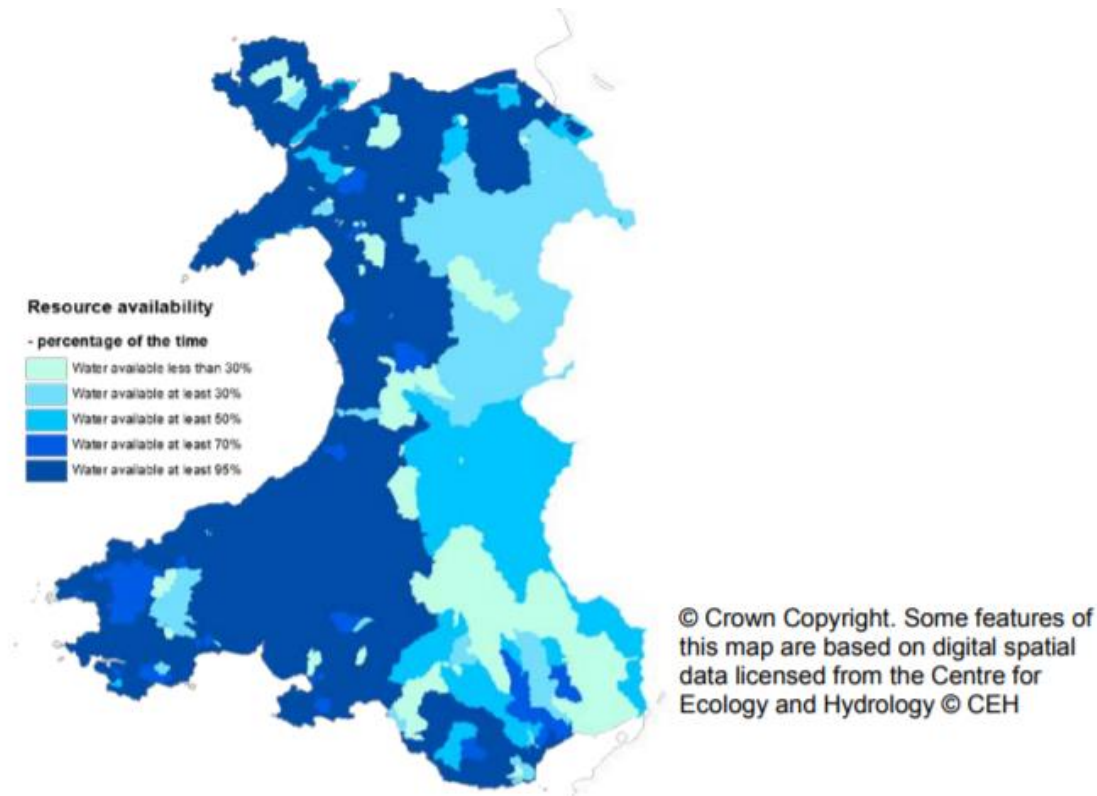 Resource availability
- percentage of the time
Water available less than 30%
Water available at least 30%
Water available at least 50%
Water available at least 70%
Water available at least 95%
© Crown Copyright. Some features of
this map are based on digital spatial
data licensed from the Centre for
Ecology and Hydrology © CEH